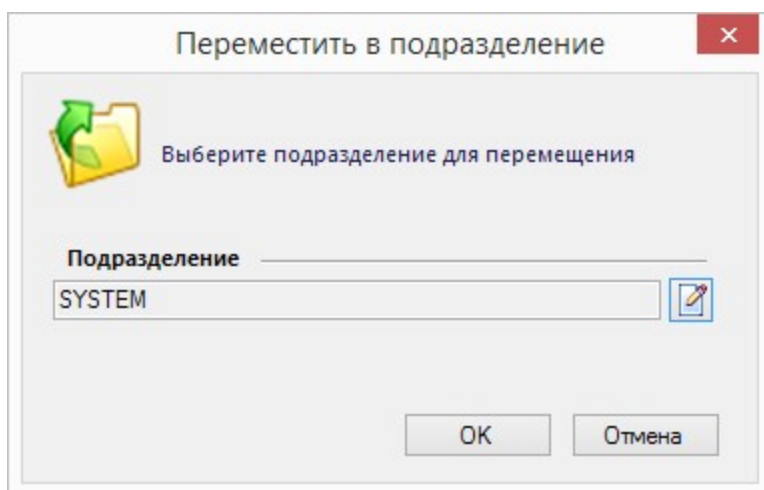 Переместить в подразделение
Выберите подразделение для перемещения
Подразделение
SYSTEM
OK
Отмена